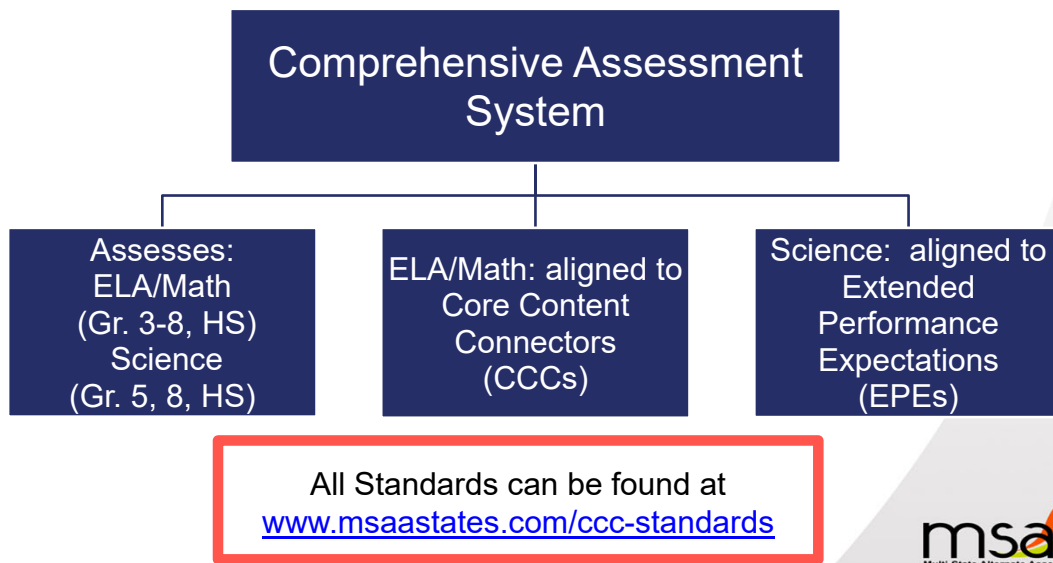 Comprehensive Assessment
System
Assesses:
ELA/Math
(Gr. 3-8, HS)
Science
(Gr. 5, 8, HS)
ELA/Math: aligned to
Core Content
Connectors
(CCCs)
Science:  aligned to
Extended
Performance
Expectations
(EPEs)
All Standards can be found at
www.msaastates.com/ccc-standards
msa